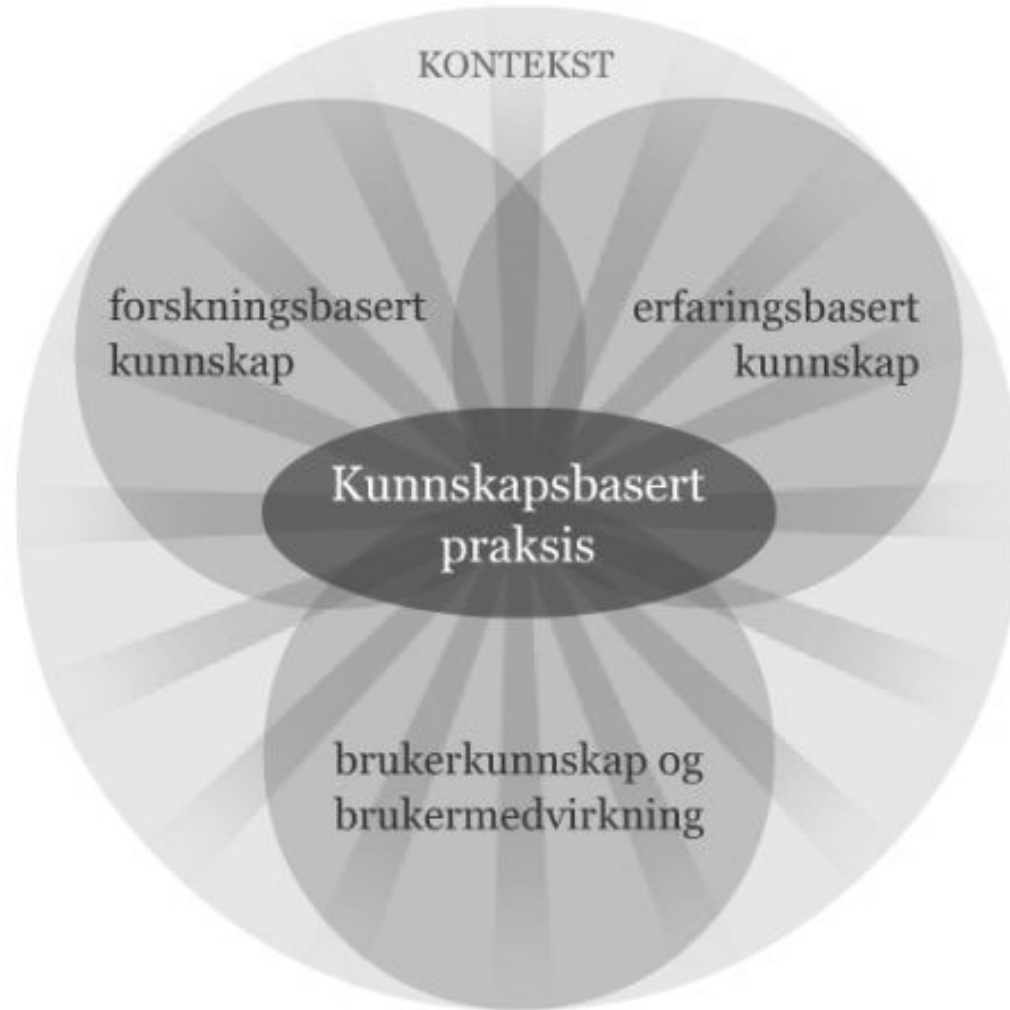 KONTEKST
forskningsbasert
kunnskap
erfaringsbasert
kunnskap
Kunnskapsbasert
praksis
brukerkunnskap og
brukermedvirkning